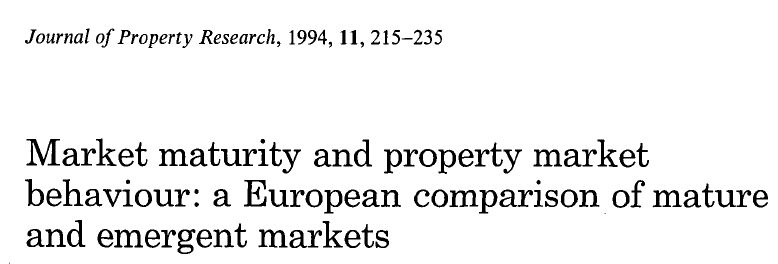 Journal of Property Research, 1994, 11, 215–235
Market maturity and property market
behaviour: a European comparison of mature
and emergent markets